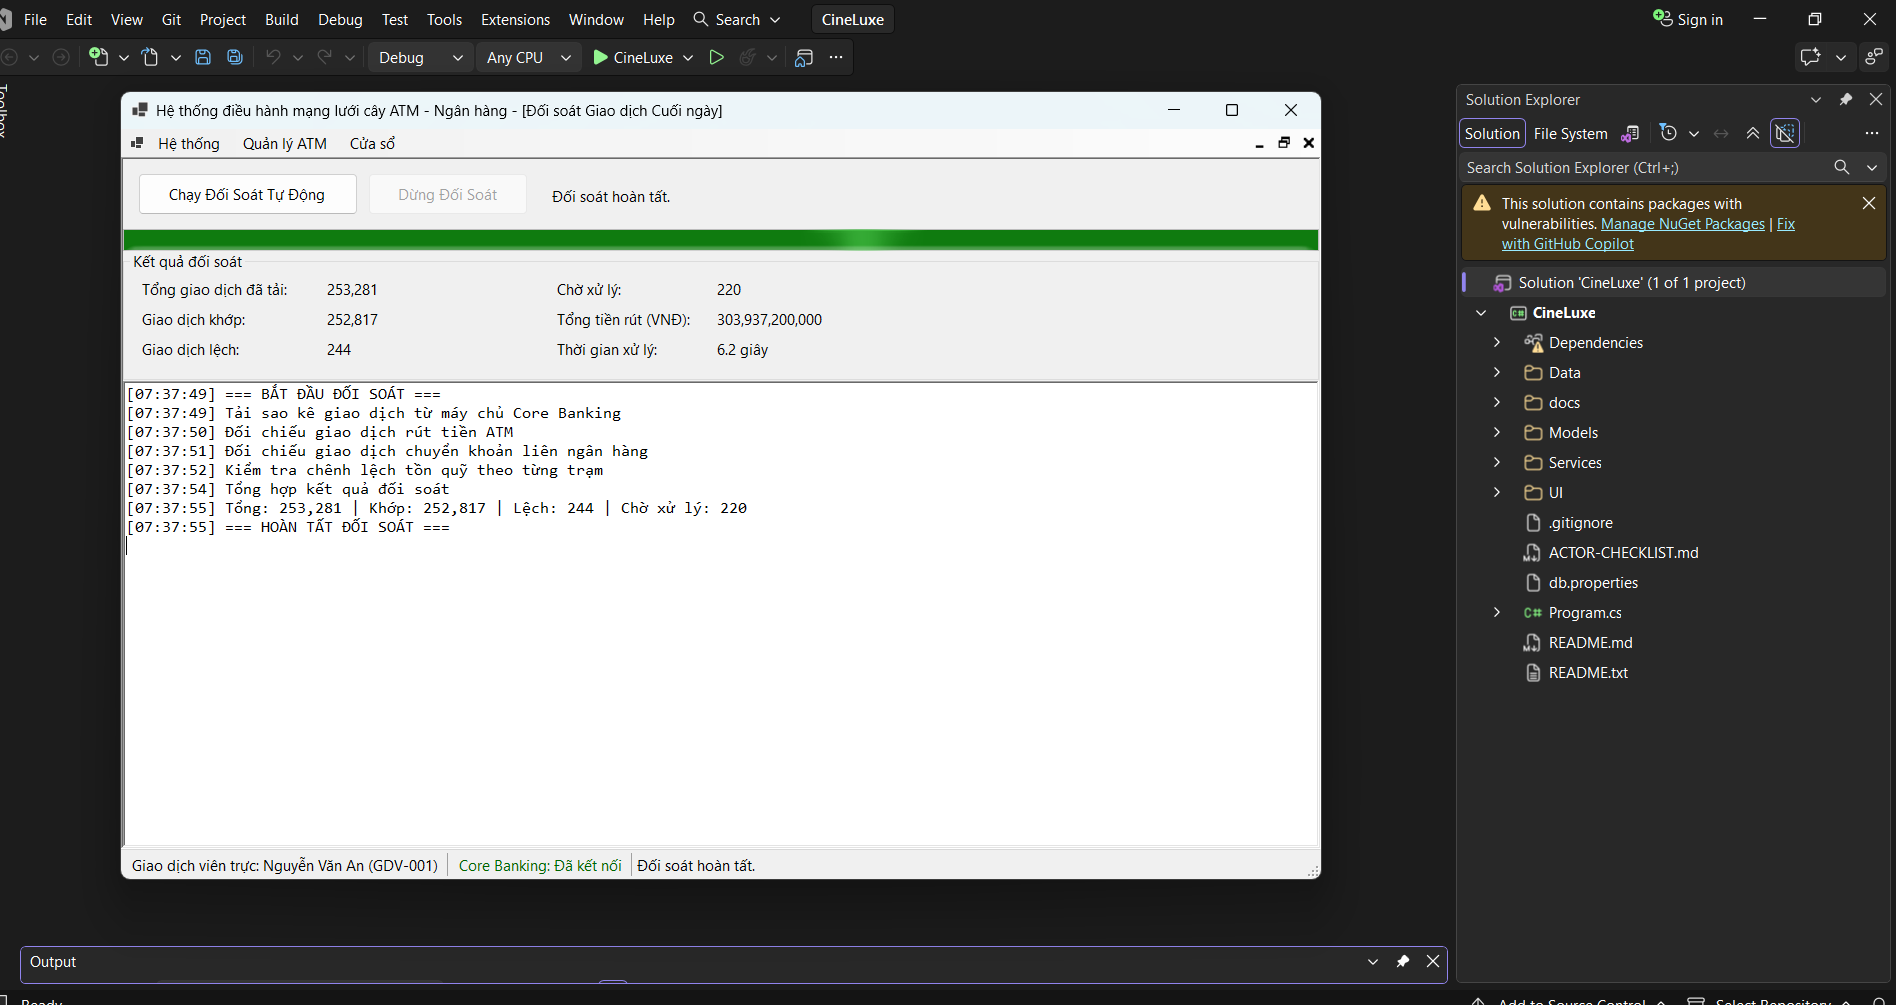 File Edit View Git Project Build Debug Test Tools Extensions Window Help Search CineLuxe Sign in
Debug Any CPU CineLuxe
Toolbox
Hệ thống điều hành mạng lưới cây ATM - Ngân hàng - [Đối soát Giao dịch Cuối ngày]
Hệ thống Quản lý ATM Cửa sổ
Chạy Đối Soát Tự Động Dừng Đối Soát Đối soát hoàn tất.
Kết quả đối soát
Tổng giao dịch đã tải: 253,281 Chờ xử lý: 220
Giao dịch khớp: 252,817 Tổng tiền rút (VNĐ): 303,937,200,000
Giao dịch lệch: 244 Thời gian xử lý: 6.2 giây
[07:37:49] === BẮT ĐẦU ĐỐI SOÁT ===
[07:37:49] Tải sao kê giao dịch từ máy chủ Core Banking
[07:37:50] Đối chiếu giao dịch rút tiền ATM
[07:37:51] Đối chiếu giao dịch chuyển khoản liên ngân hàng
[07:37:52] Kiểm tra chênh lệch tồn quỹ theo từng trạm
[07:37:54] Tổng hợp kết quả đối soát
[07:37:55] Tổng: 253,281 | Khớp: 252,817 | Lệch: 244 | Chờ xử lý: 220
[07:37:55] === HOÀN TẤT ĐỐI SOÁT ===
Giao dịch viên trực: Nguyễn Văn An (GDV-001) Core Banking: Đã kết nối Đối soát hoàn tất.
Output
Solution Explorer
Solution File System
Search Solution Explorer (Ctrl+;)
This solution contains packages with
vulnerabilities. Manage NuGet Packages | Fix
with GitHub Copilot
Solution 'CineLuxe' (1 of 1 project)
C# CineLuxe
Dependencies
Data
docs
Models
Services
UI
.gitignore
ACTOR-CHECKLIST.md
db.properties
C# Program.cs
README.md
README.txt
Ready Add to Source Control Select Repository